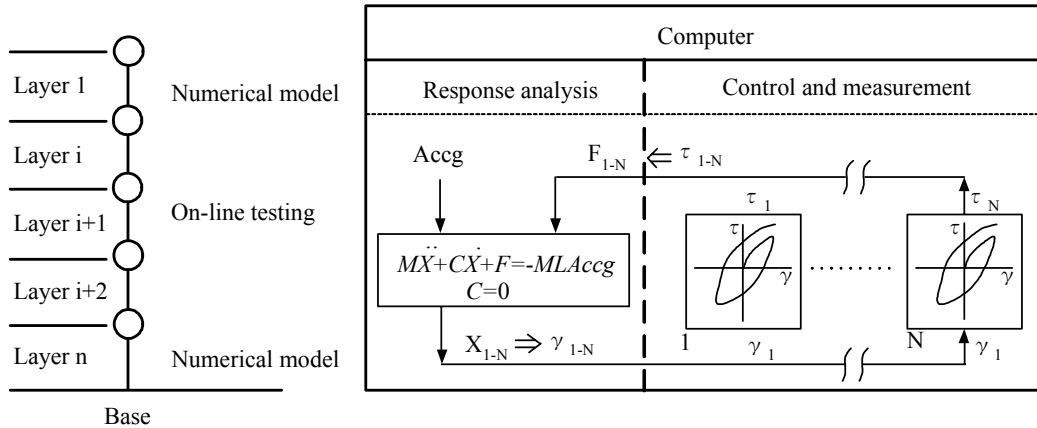 Layer 1
Layer i
Layer i+1
Layer i+2
Layer n
Numerical model
On-line testing
Numerical model
Base
Computer
Response analysis
Control and measurement
Accg
F1-N ⇐ τ1-N
MẌ+CẊ+F=-MLAccg
C=0
X1-N ⇒ γ1-N
τ1
τ
γ
1
γ1
τN
τ
γ
N
γ1